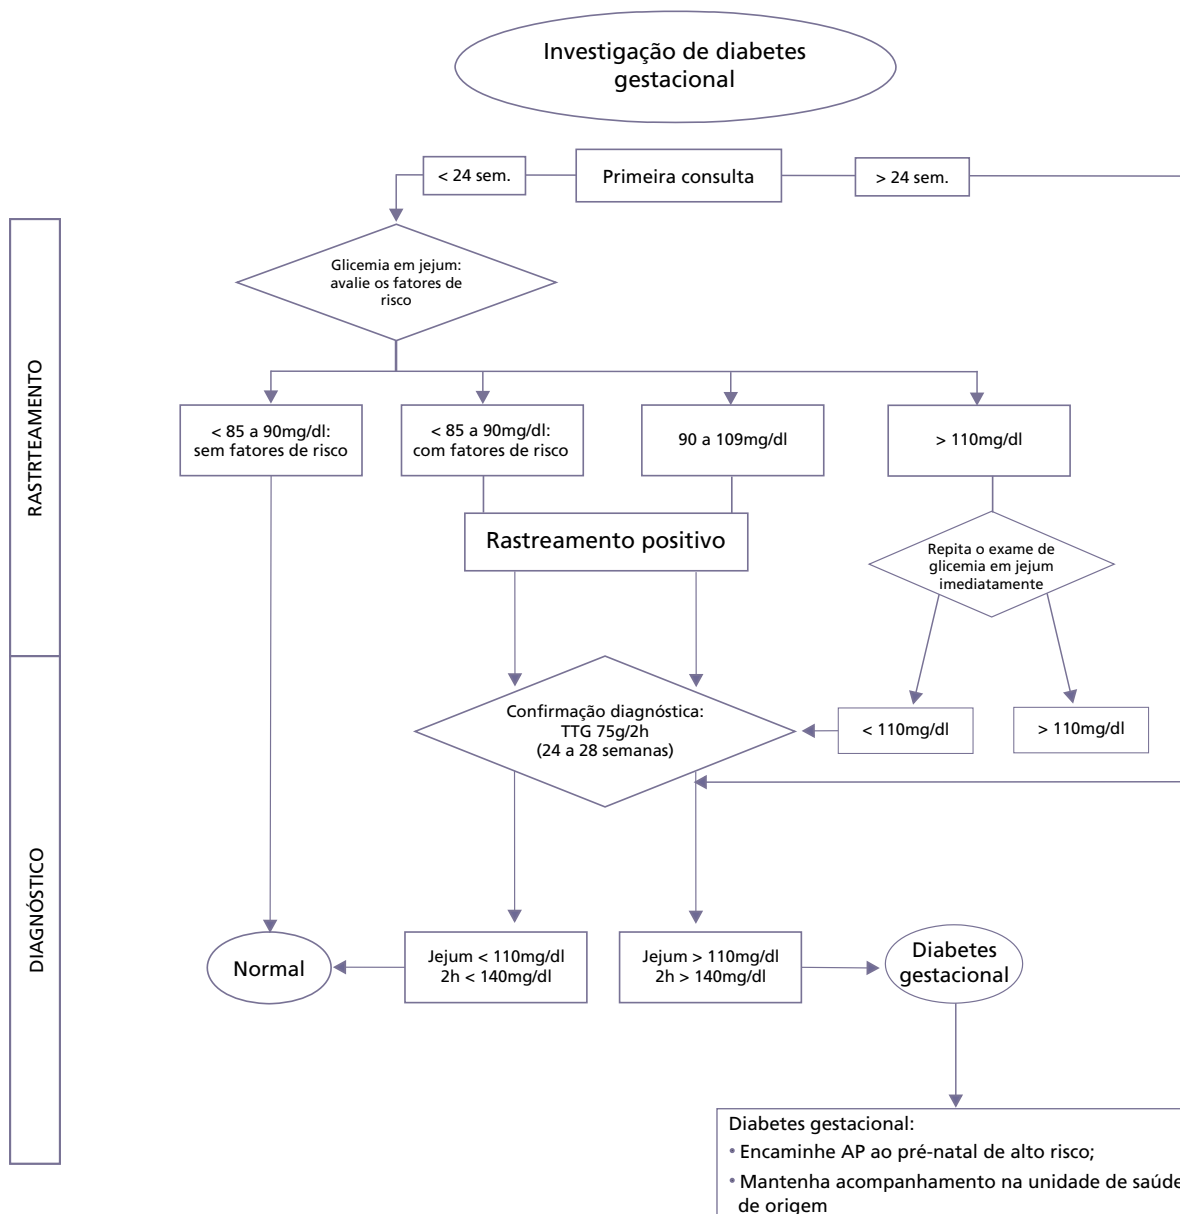 Investigação de diabetes
gestacional
< 24 sem.
Primeira consulta
> 24 sem.
RASTRTEAMENTO
Glicemia em jejum:
avalie os fatores de
risco
< 85 a 90mg/dl:
sem fatores de risco
< 85 a 90mg/dl:
com fatores de risco
90 a 109mg/dl
> 110mg/dl
Rastreamento positivo
Repita o exame de
glicemia em jejum
imediatamente
DIAGNÓSTICO
Confirmação diagnóstica:
TTG 75g/2h
(24 a 28 semanas)
< 110mg/dl
> 110mg/dl
Normal
Jejum < 110mg/dl
2h < 140mg/dl
Jejum > 110mg/dl
2h > 140mg/dl
Diabetes
gestacional
Diabetes gestacional:
• Encaminhe AP ao pré-natal de alto risco;
• Mantenha acompanhamento na unidade de saúde
de origem